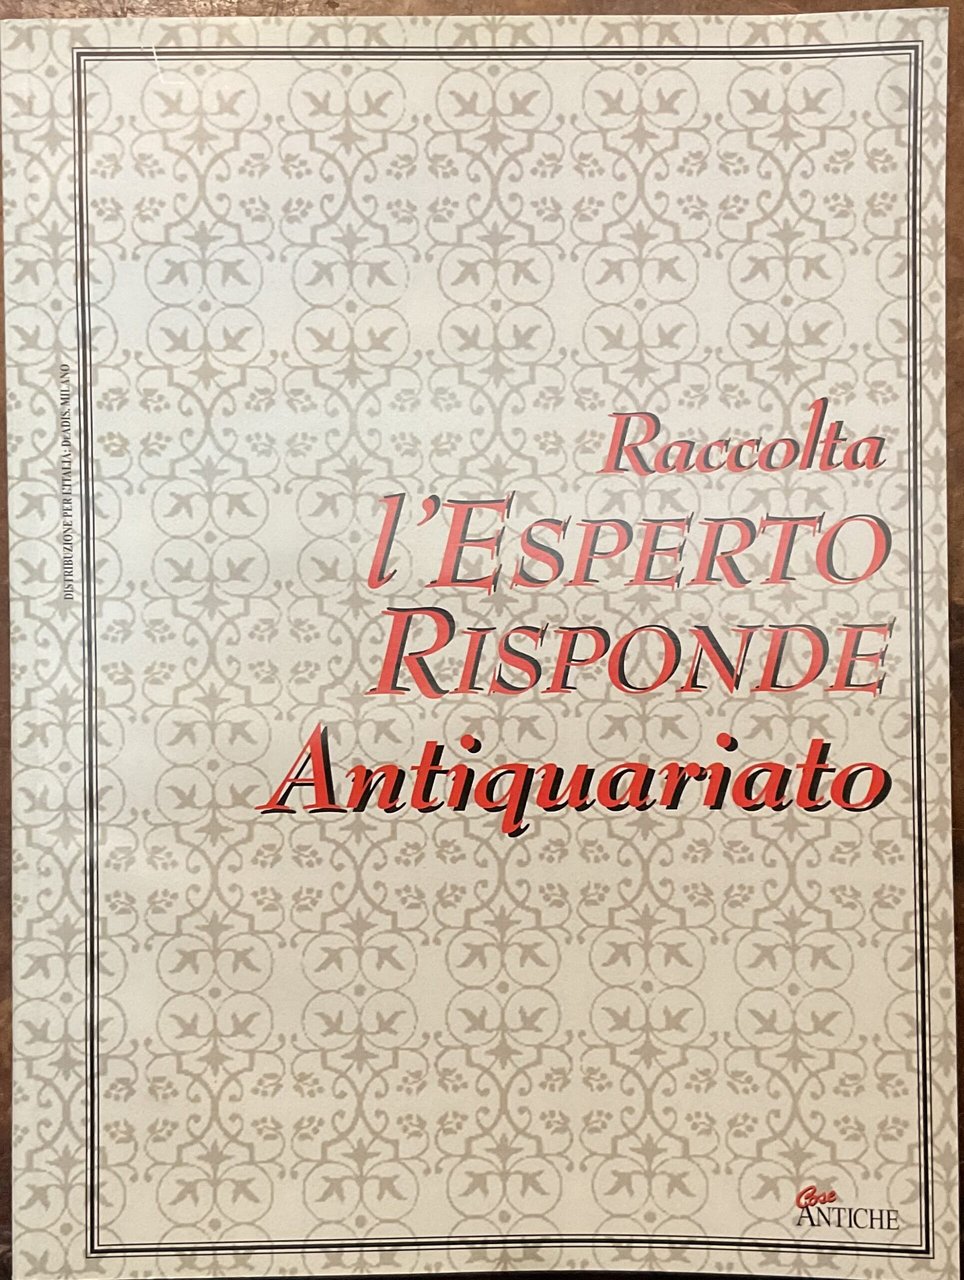 Raccolta
l'ESPERTO
RISPONDE
Antiquariato
DISTRIBUZIONE PER L'ITALIA: DeADIS, MILANO
Cose
ANTICHE